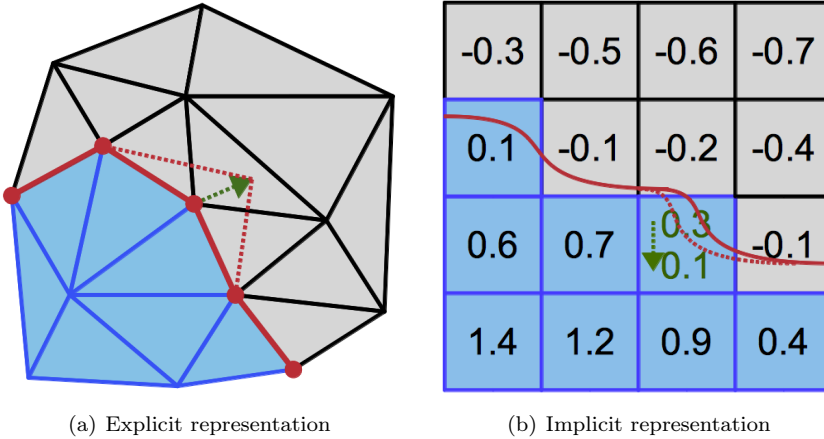 -0.3 -0.5 -0.6 -0.7
0.1 -0.1 -0.2 -0.4
0.6 0.7 0.3 -0.1
0.1
1.4 1.2 0.9 0.4
(a) Explicit representation
(b) Implicit representation